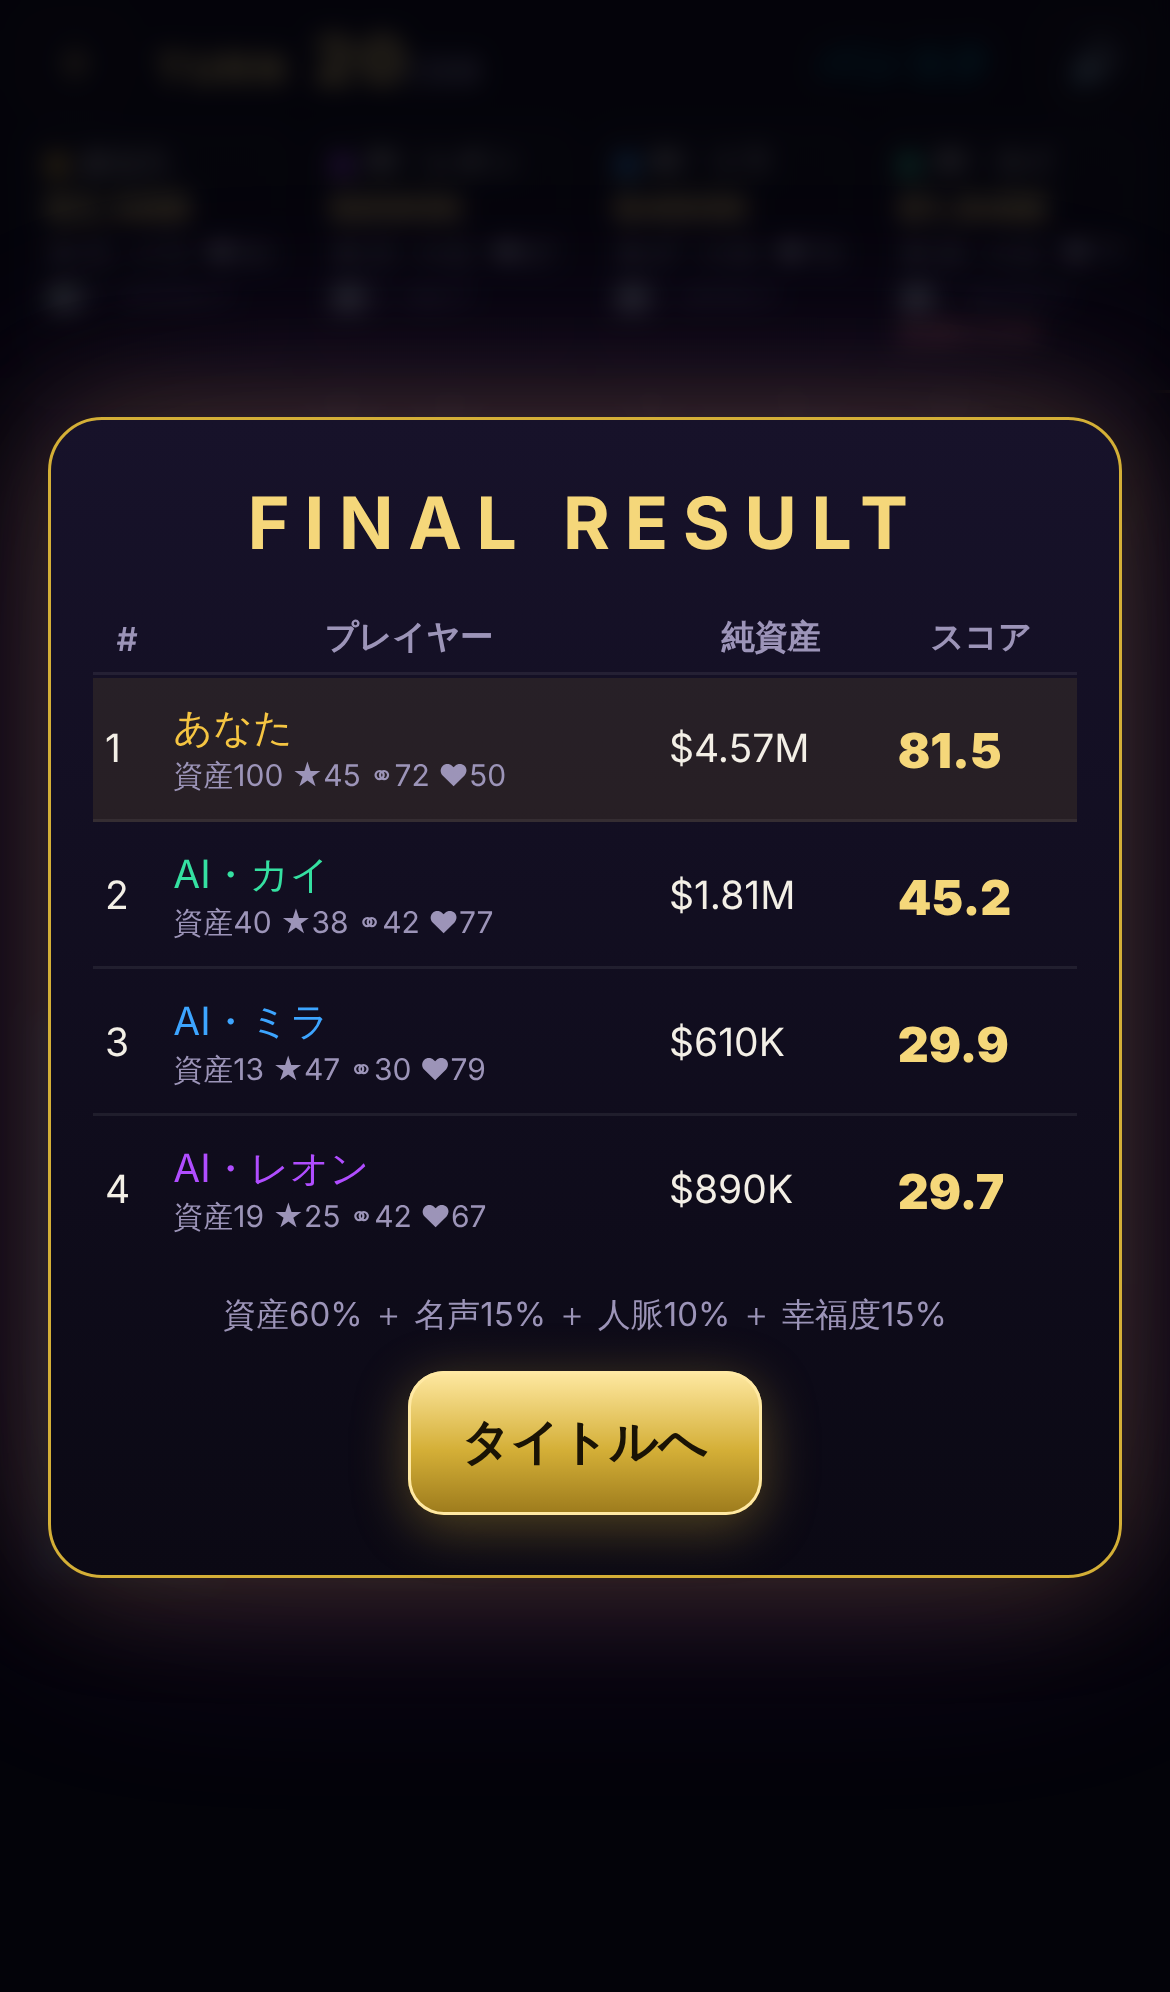 FINAL RESULT
# プレイヤー 純資産 スコア
1 あなた $4.57M 81.5
資産100 ★45 ⚭72 ♥50
2 AI・カイ $1.81M 45.2
資産40 ★38 ⚭42 ♥77
3 AI・ミラ $610K 29.9
資産13 ★47 ⚭30 ♥79
4 AI・レオン $890K 29.7
資産19 ★25 ⚭42 ♥67
資産60% + 名声15% + 人脈10% + 幸福度15%
タイトルへ